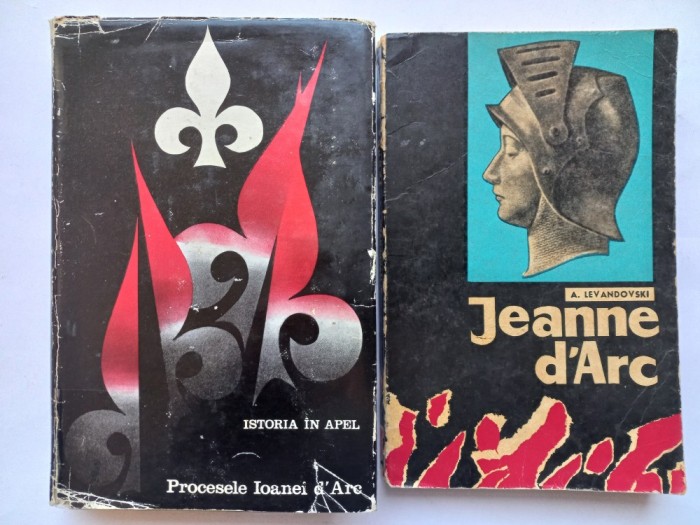 ISTORIA ÎN APEL
Procesele Ioanei d'Arc
A. LEVANDOVSKI
Jeanne
d'Arc